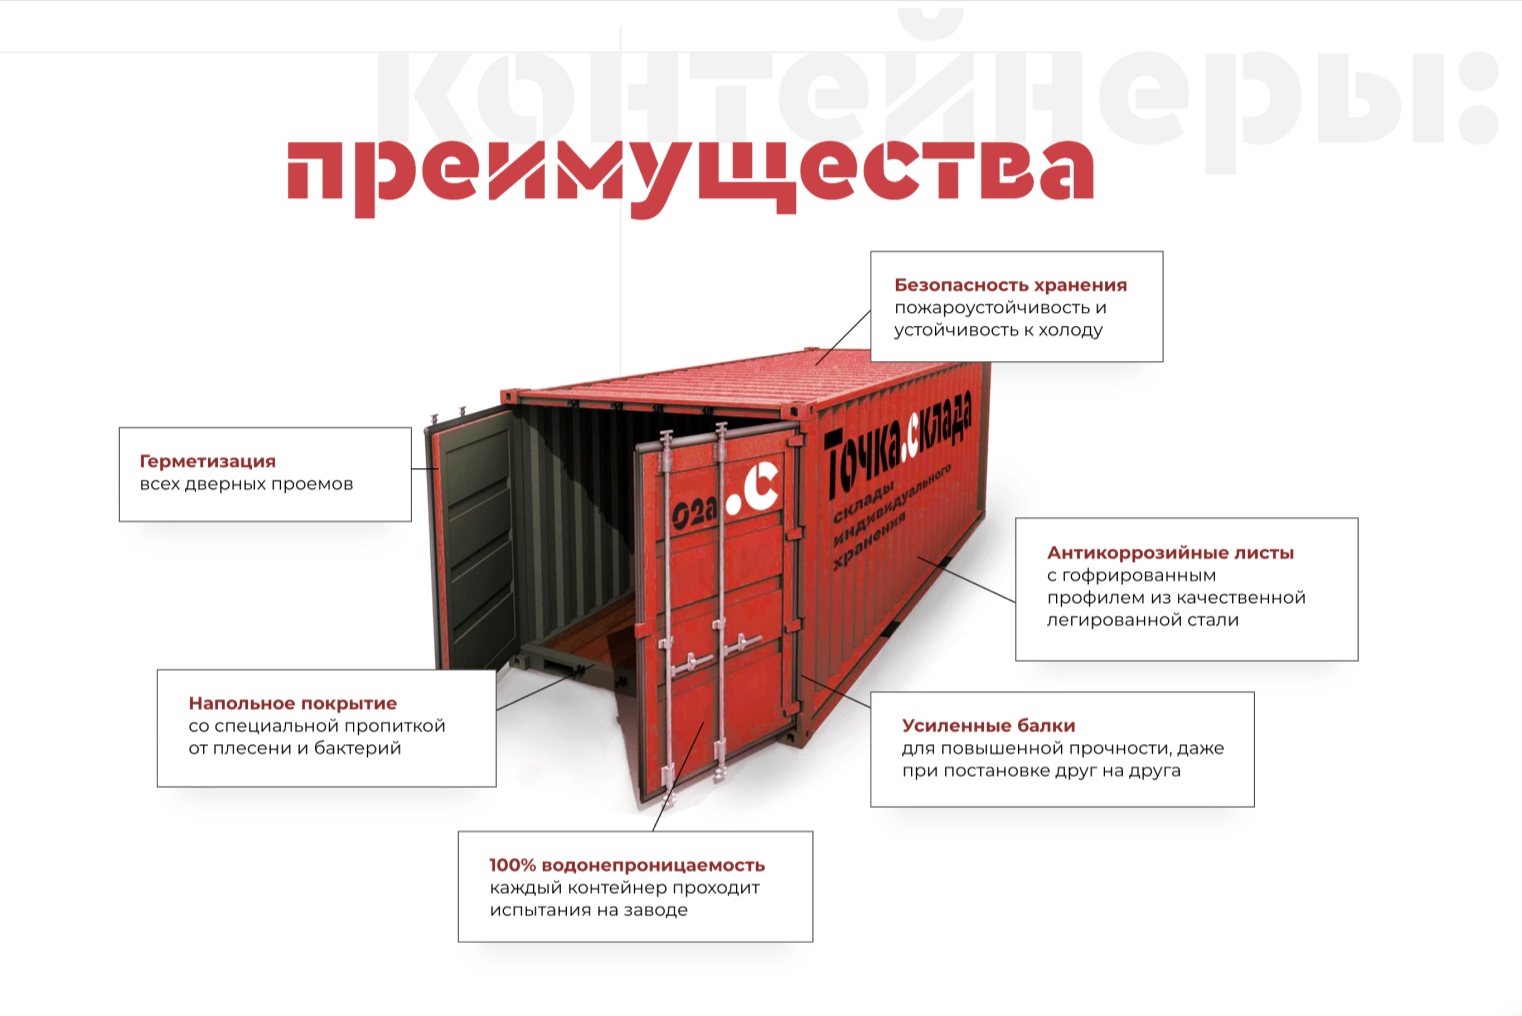 контейнеры:
преимущества
Безопасность хранения
пожароустойчивость и
устойчивость к холоду
Герметизация
всех дверных проемов
Точка.Склада
склады
индивидуального
хранения
02а .С
Антикоррозийные листы
с гофрированным
профилем из качественной
легированной стали
Напольное покрытие
со специальной пропиткой
от плесени и бактерий
Усиленные балки
для повышенной прочности, даже
при постановке друг на друга
100% водонепроницаемость
каждый контейнер проходит
испытания на заводе